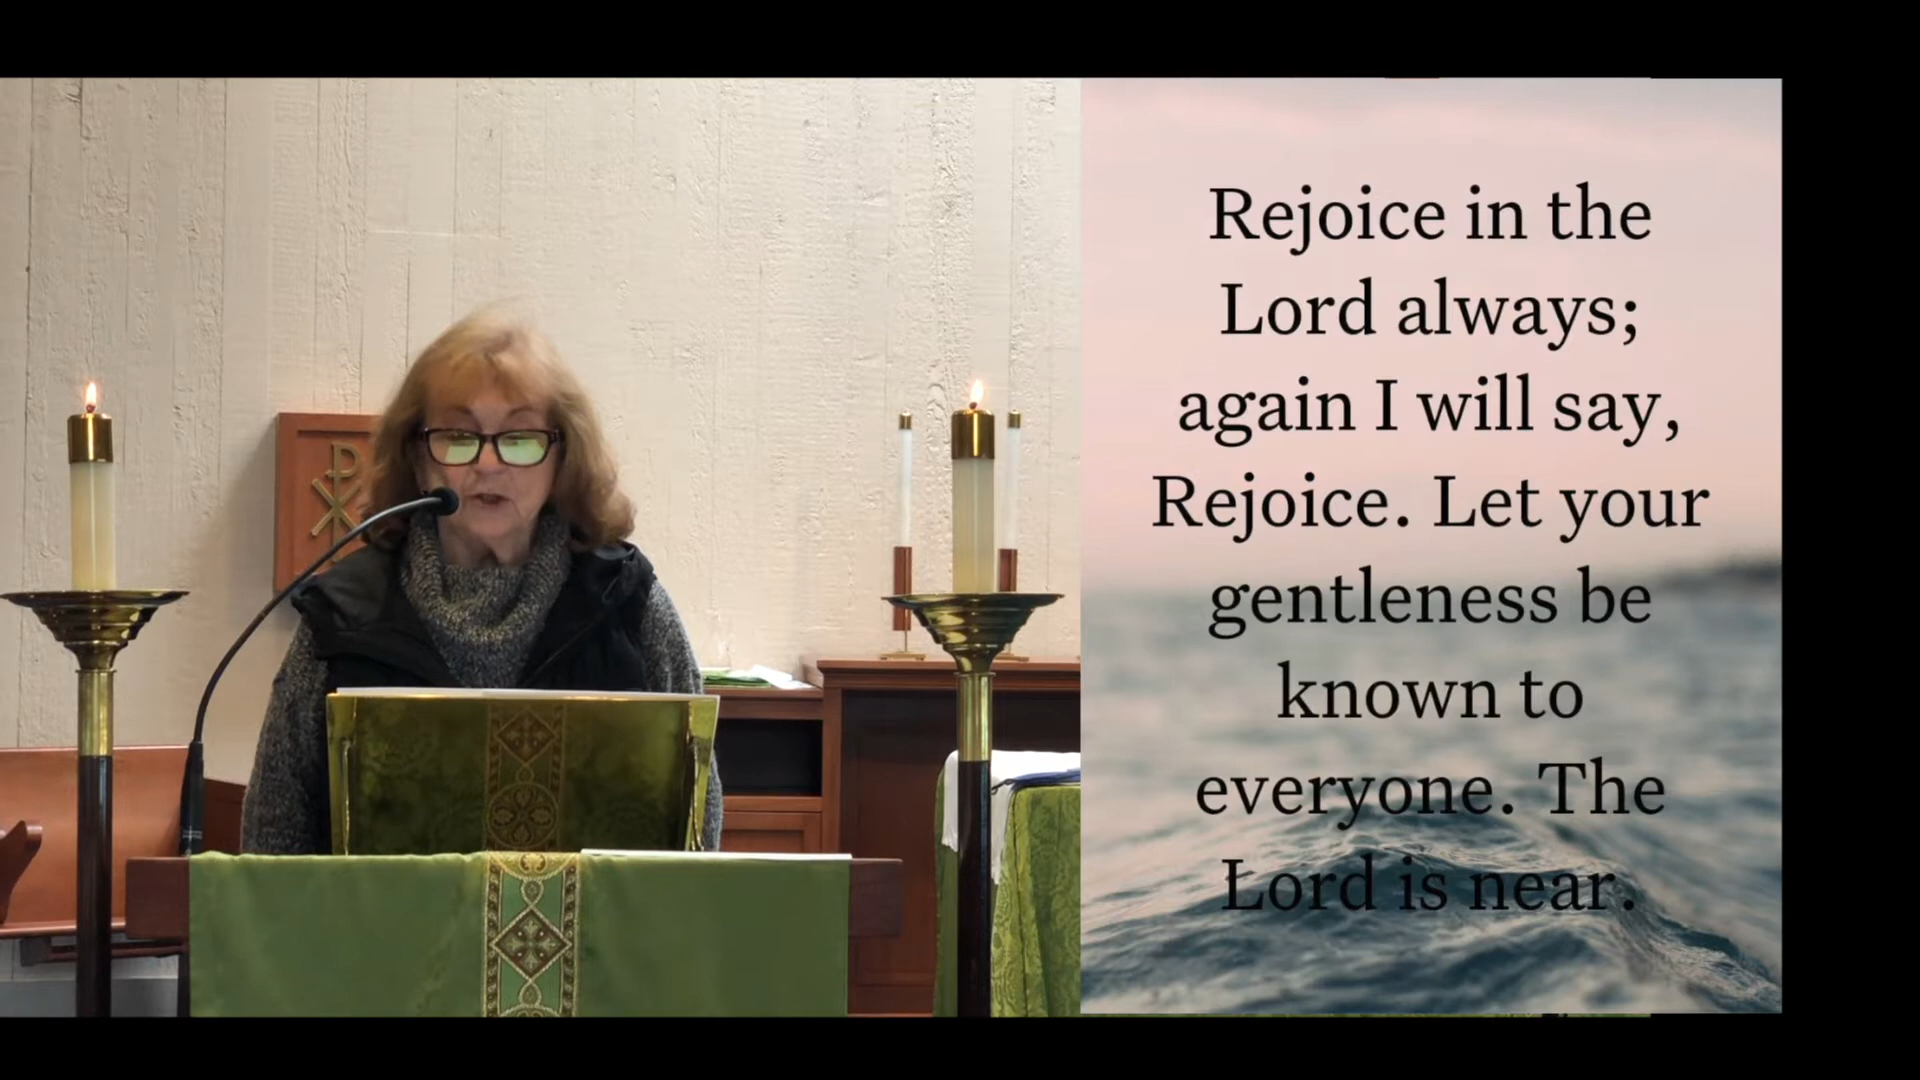 Rejoice in the
Lord always;
again I will say,
Rejoice. Let your
gentleness be
known to
everyone. The
Lord is near.